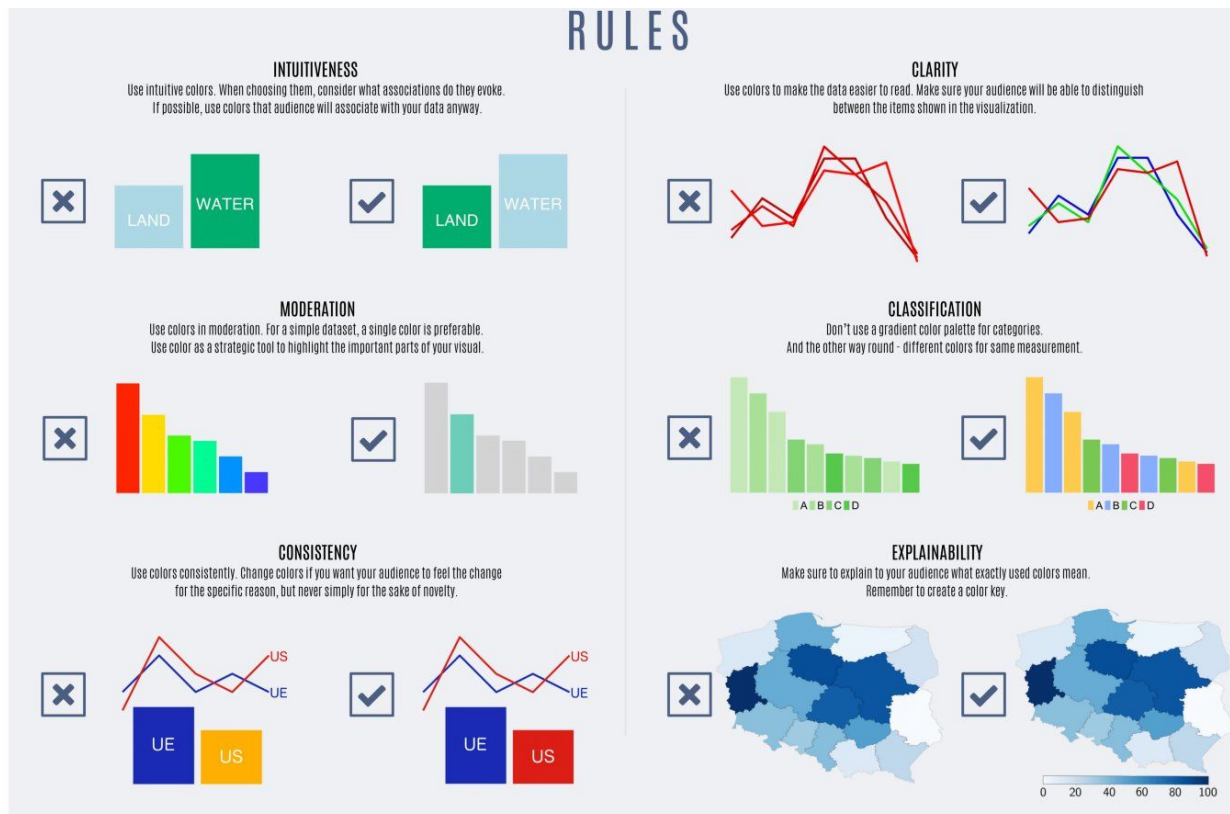 RULES
INTUITIVENESS
Use intuitive colors. When choosing them, consider what associations do they evoke.
If possible, use colors that audience will associate with your data anyway.
LAND
WATER
LAND
WATER
MODERATION
Use colors in moderation. For a simple dataset, a single color is preferable.
Use color as a strategic tool to highlight the important parts of your visual.
CONSISTENCY
Use colors consistently. Change colors if you want your audience to feel the change
for the specific reason, but never simply for the sake of novelty.
US
UE
UE
US
US
UE
UE
US
CLARITY
Use colors to make the data easier to read. Make sure your audience will be able to distinguish
between the items shown in the visualization.
CLASSIFICATION
Don't use a gradient color palette for categories.
And the other way round - different colors for same measurement.
A B C D
A B C D
EXPLAINABILITY
Make sure to explain to your audience what exactly used colors mean.
Remember to create a color key.
0 20 40 60 80 100